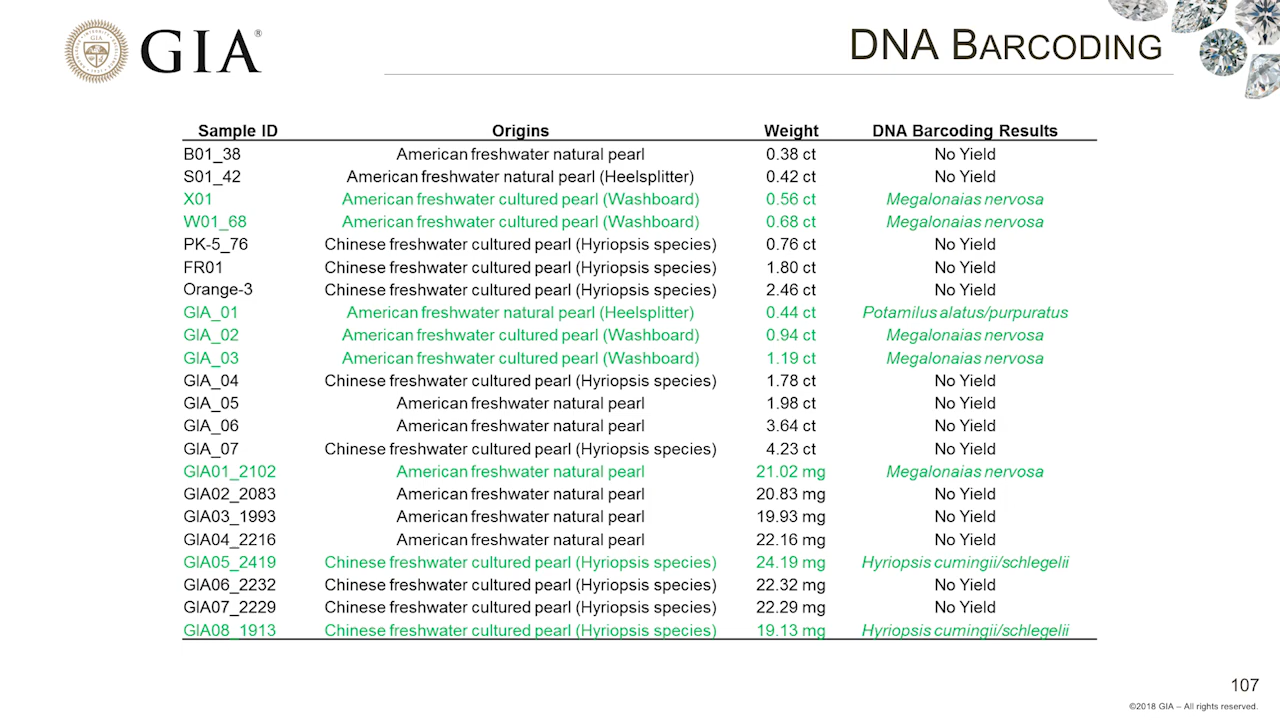 GIA®
DNA BARCODING
Sample ID Origins Weight DNA Barcoding Results
B01_38 American freshwater natural pearl 0.38 ct No Yield
S01_42 American freshwater natural pearl (Heelsplitter) 0.42 ct No Yield
X01 American freshwater cultured pearl (Washboard) 0.56 ct Megalonaias nervosa
W01_68 American freshwater cultured pearl (Washboard) 0.68 ct Megalonaias nervosa
PK-5_76 Chinese freshwater cultured pearl (Hyriopsis species) 0.76 ct No Yield
FR01 Chinese freshwater cultured pearl (Hyriopsis species) 1.80 ct No Yield
Orange-3 Chinese freshwater cultured pearl (Hyriopsis species) 2.46 ct No Yield
GIA_01 American freshwater natural pearl (Heelsplitter) 0.44 ct Potamilus alatus/purpuratus
GIA_02 American freshwater cultured pearl (Washboard) 0.94 ct Megalonaias nervosa
GIA_03 American freshwater cultured pearl (Washboard) 1.19 ct Megalonaias nervosa
GIA_04 Chinese freshwater cultured pearl (Hyriopsis species) 1.78 ct No Yield
GIA_05 American freshwater natural pearl 1.98 ct No Yield
GIA_06 American freshwater natural pearl 3.64 ct No Yield
GIA_07 Chinese freshwater cultured pearl (Hyriopsis species) 4.23 ct No Yield
GIA01_2102 American freshwater natural pearl 21.02 mg Megalonaias nervosa
GIA02_2083 American freshwater natural pearl 20.83 mg No Yield
GIA03_1993 American freshwater natural pearl 19.93 mg No Yield
GIA04_2216 American freshwater natural pearl 22.16 mg No Yield
GIA05_2419 Chinese freshwater cultured pearl (Hyriopsis species) 24.19 mg Hyriopsis cumingii/schlegelii
GIA06_2232 Chinese freshwater cultured pearl (Hyriopsis species) 22.32 mg No Yield
GIA07_2229 Chinese freshwater cultured pearl (Hyriopsis species) 22.29 mg No Yield
GIA08_1913 Chinese freshwater cultured pearl (Hyriopsis species) 19.13 mg Hyriopsis cumingii/schlegelii
107
©2018 GIA – All rights reserved.